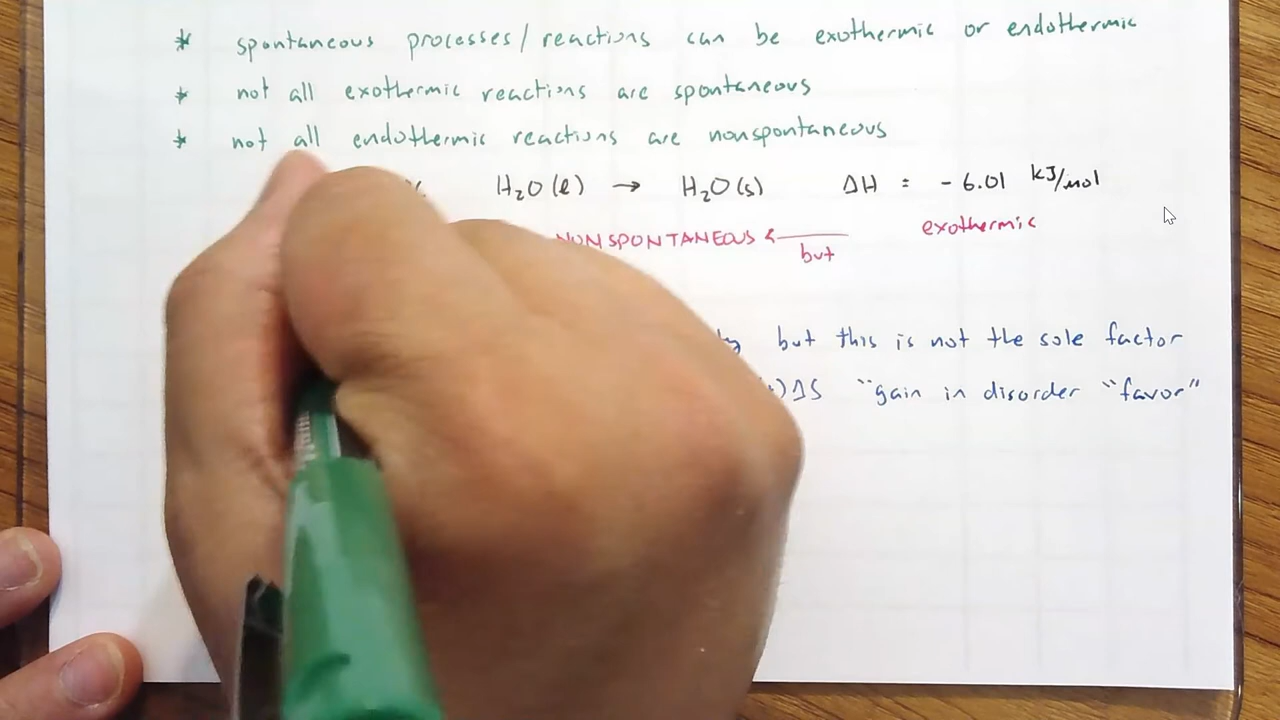 * spontaneous processes/reactions can be exothermic or endothermic
* not all exothermic reactions are spontaneous
* not all endothermic reactions are nonspontaneous
H₂O(l) → H₂O(s) ΔH = -6.01 kJ/mol
NONSPONTANEOUS ← but exothermic
but this is not the sole factor
)ΔS "gain in disorder "favor"